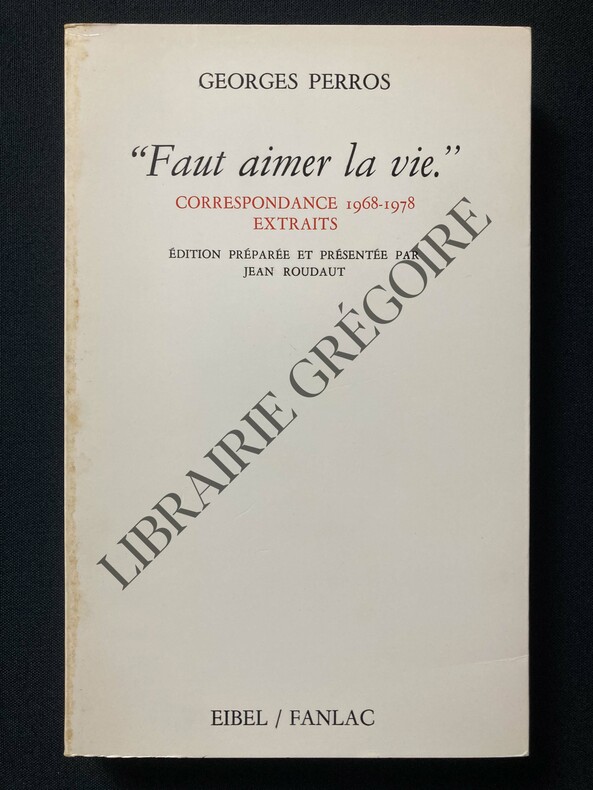 GEORGES PERROS
“Faut aimer la vie.”
CORRESPONDANCE 1968-1978
EXTRAITS
ÉDITION PRÉPARÉE ET PRÉSENTÉE PAR
JEAN ROUDAUT
LIBRAIRIE GRÉGOIRE
EIBEL / FANLAC